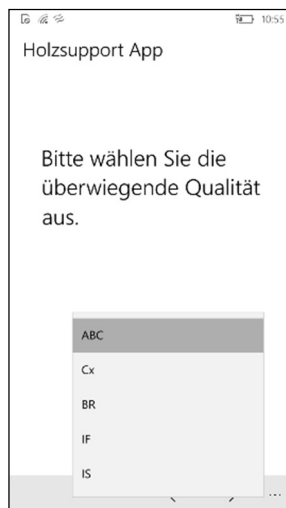 10:55
Holzsupport App
Bitte wählen Sie die
überwiegende Qualität
aus.
ABC
Cx
BR
IF
IS